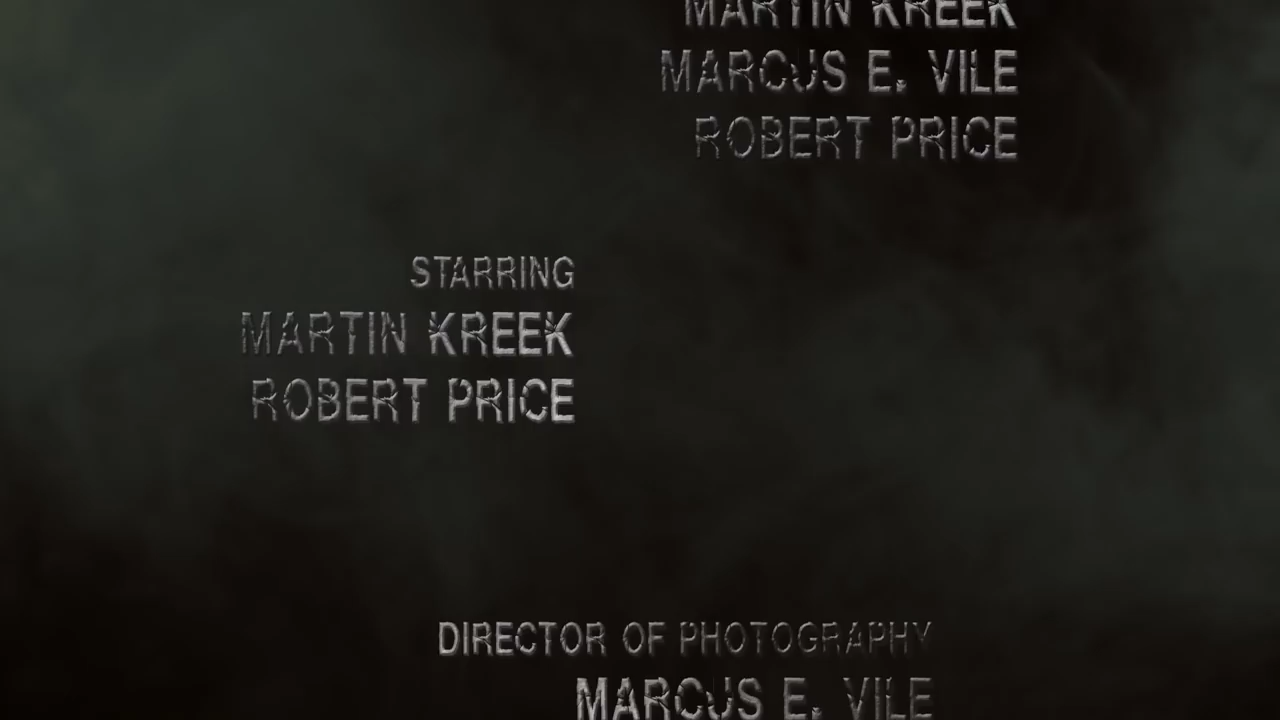 MARTIN KREEK
MARCUS E. VILE
ROBERT PRICE
STARRING
MARTIN KREEK
ROBERT PRICE
DIRECTOR OF PHOTOGRAPHY
MARCUS E. VILE